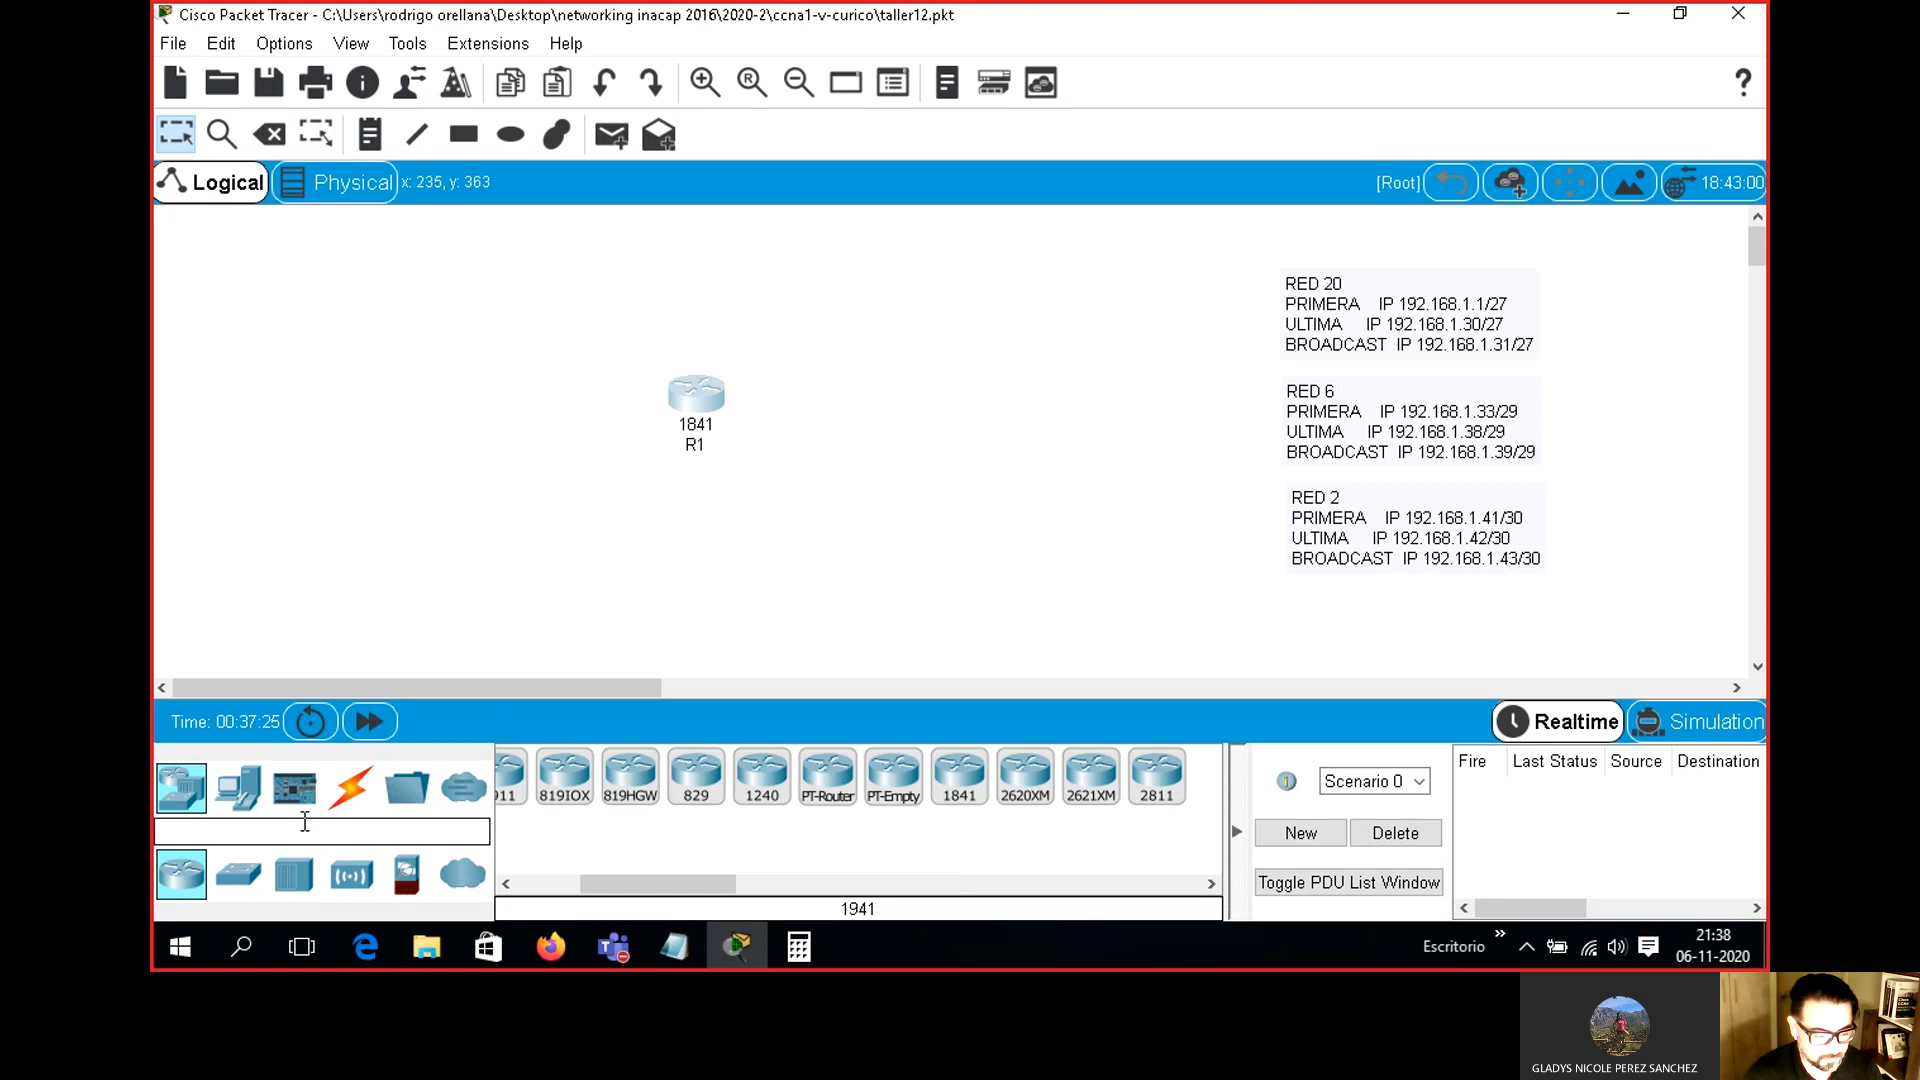 Cisco Packet Tracer - C:\Users\rodrigo orellana\Desktop\networking inacap 2016\2020-2\ccna1-v-curico\taller12.pkt
File Edit Options View Tools Extensions Help
Logical Physical x: 235, y: 363 [Root] 18:43:00
RED 20
PRIMERA IP 192.168.1.1/27
ULTIMA IP 192.168.1.30/27
BROADCAST IP 192.168.1.31/27
RED 6
PRIMERA IP 192.168.1.33/29
ULTIMA IP 192.168.1.38/29
BROADCAST IP 192.168.1.39/29
1841
R1
RED 2
PRIMERA IP 192.168.1.41/30
ULTIMA IP 192.168.1.42/30
BROADCAST IP 192.168.1.43/30
Time: 00:37:25 Realtime Simulation
911 819IOX 819HGW 829 1240 PT-Router PT-Empty 1841 2620XM 2621XM 2811
Scenario 0
Fire Last Status Source Destination
New Delete
Toggle PDU List Window
1941
Escritorio
21:38
06-11-2020
GLADYS NICOLE PEREZ SANCHEZ